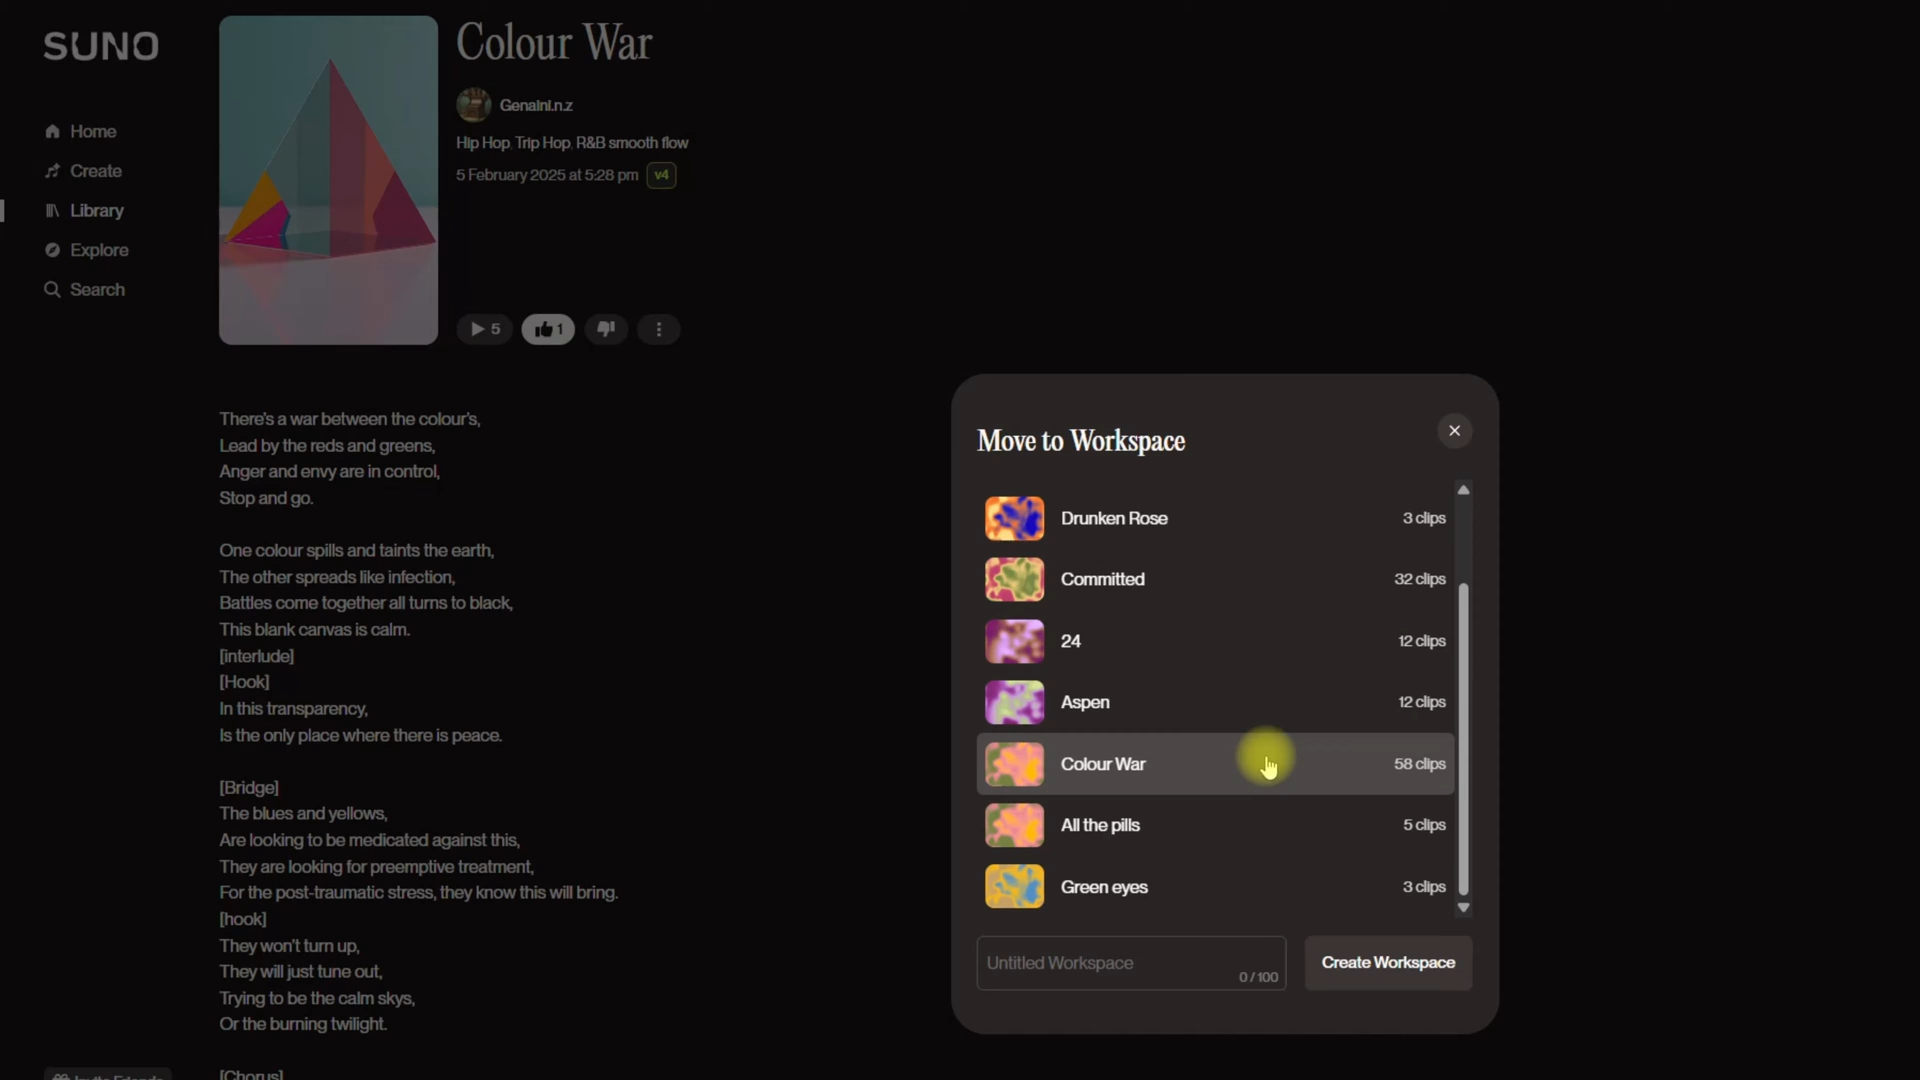 SUNO
Home
Create
Library
Explore
Search
Colour War
GenaiNl.n.z
Hip Hop, Trip Hop, R&B smooth flow
5 February 2025 at 5:28 pm v4
5
1
There's a war between the colour's,
Lead by the reds and greens,
Anger and envy are in control,
Stop and go.
One colour spills and taints the earth,
The other spreads like infection,
Battles come together all turns to black,
This blank canvas is calm.
[interlude]
[Hook]
In this transparency,
Is the only place where there is peace.
[Bridge]
The blues and yellows,
Are looking to be medicated against this,
They are looking for preemptive treatment,
For the post-traumatic stress, they know this will bring.
[hook]
They won't turn up,
They will just tune out,
Trying to be the calm skys,
Or the burning twilight.
[Chorus]
Invite Friends
Move to Workspace
Drunken Rose 3 clips
Committed 32 clips
24 12 clips
Aspen 12 clips
Colour War 58 clips
All the pills 5 clips
Green eyes 3 clips
Untitled Workspace
0 / 100
Create Workspace